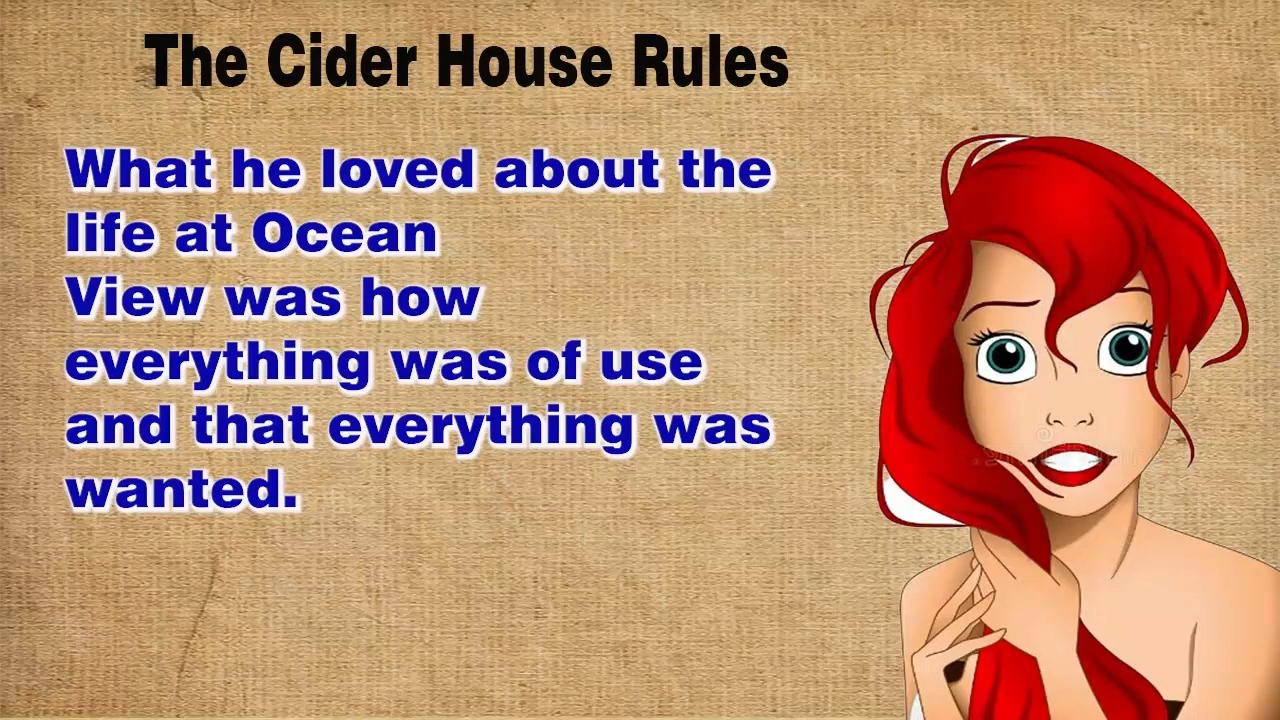 The Cider House Rules
What he loved about the
life at Ocean
View was how
everything was of use
and that everything was
wanted.